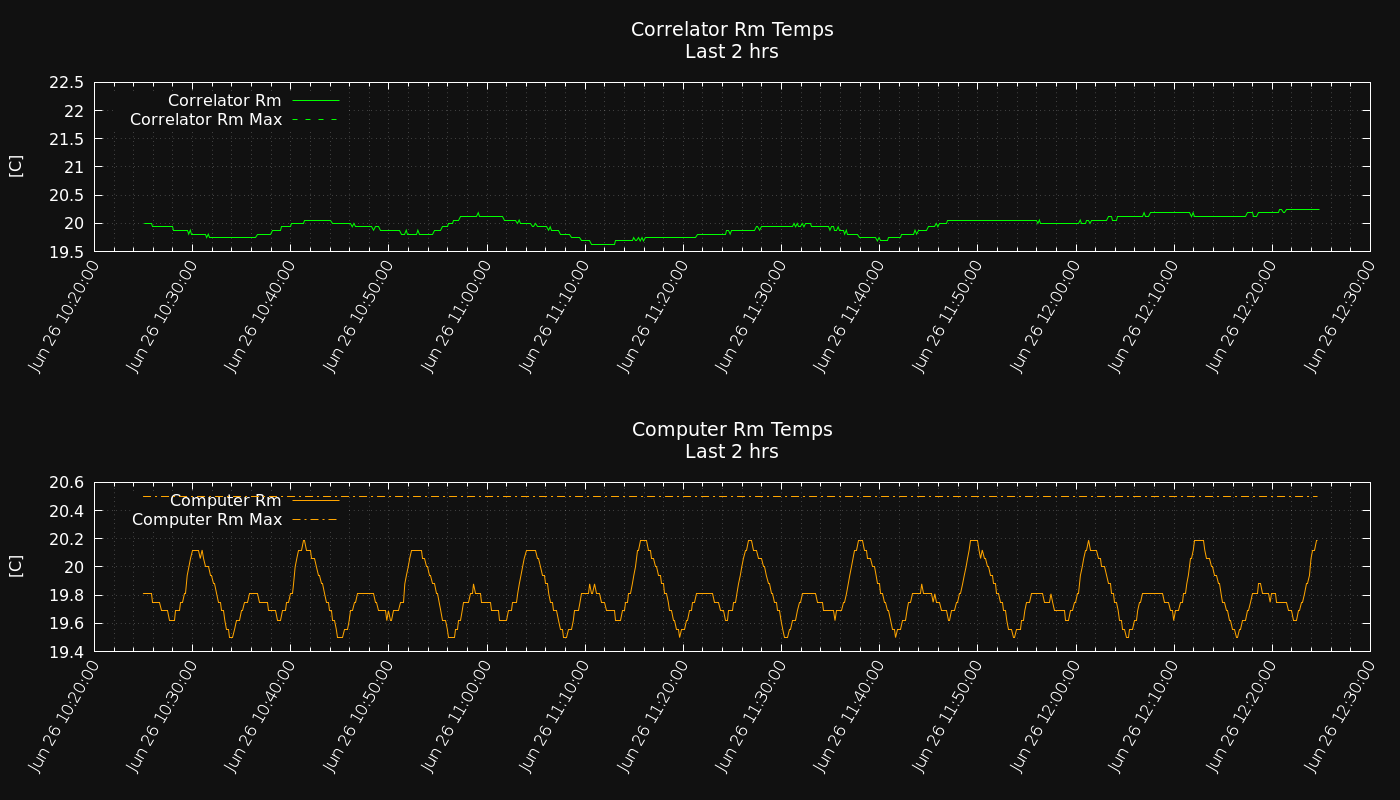 Correlator Rm Temps
Last 2 hrs
22.5
22
21.5
21
20.5
20
19.5
[C]
Correlator Rm
Correlator Rm Max
Jun 26 10:20:00
Jun 26 10:30:00
Jun 26 10:40:00
Jun 26 10:50:00
Jun 26 11:00:00
Jun 26 11:10:00
Jun 26 11:20:00
Jun 26 11:30:00
Jun 26 11:40:00
Jun 26 11:50:00
Jun 26 12:00:00
Jun 26 12:10:00
Jun 26 12:20:00
Jun 26 12:30:00
Computer Rm Temps
Last 2 hrs
20.6
20.4
20.2
20
19.8
19.6
19.4
[C]
Computer Rm
Computer Rm Max
Jun 26 10:20:00
Jun 26 10:30:00
Jun 26 10:40:00
Jun 26 10:50:00
Jun 26 11:00:00
Jun 26 11:10:00
Jun 26 11:20:00
Jun 26 11:30:00
Jun 26 11:40:00
Jun 26 11:50:00
Jun 26 12:00:00
Jun 26 12:10:00
Jun 26 12:20:00
Jun 26 12:30:00